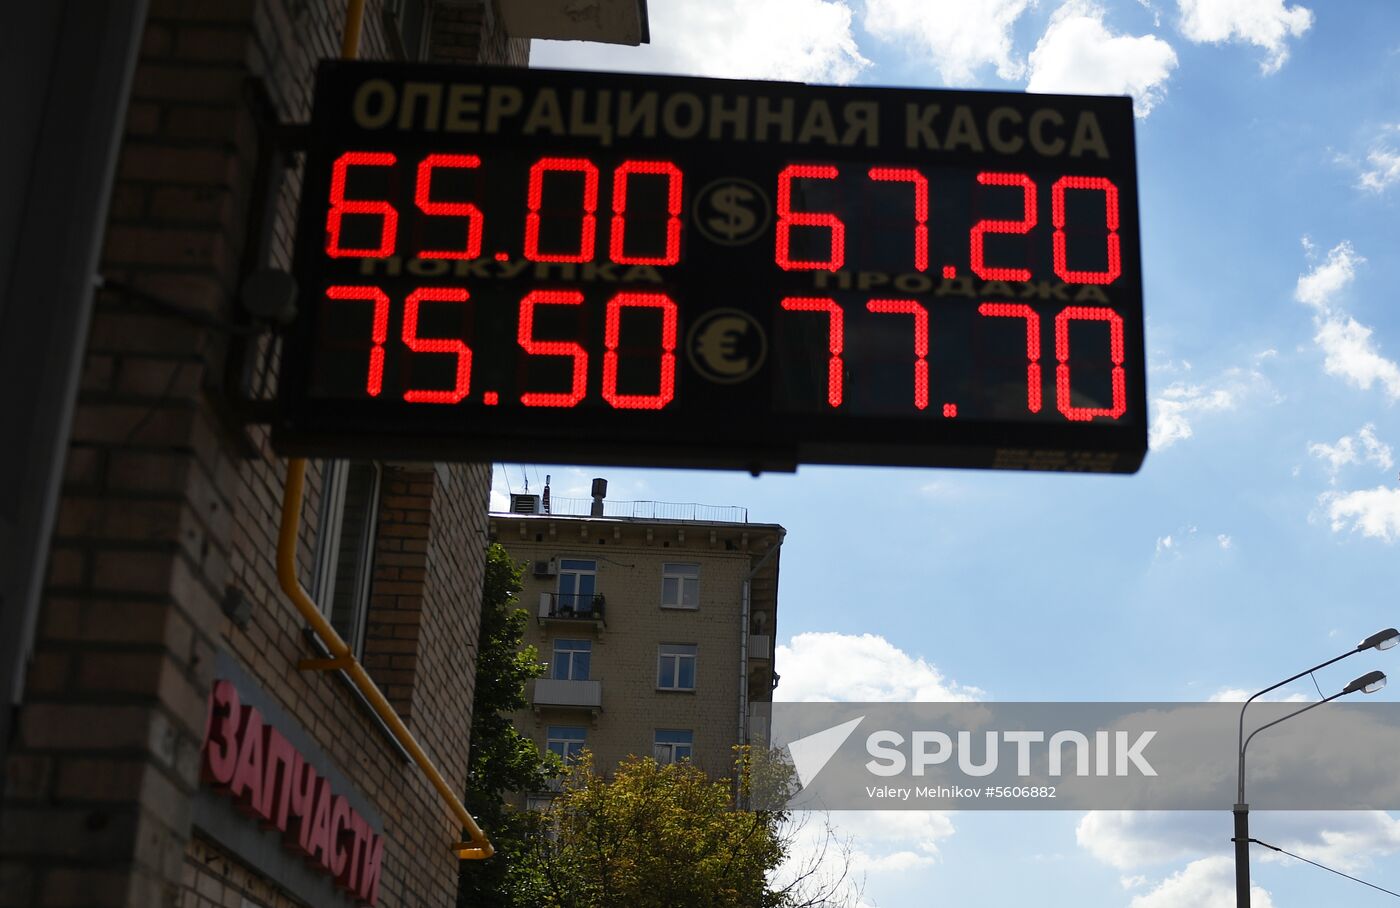 ОПЕРАЦИОННАЯ КАССА
65.00 $ 67.20
ПОКУПКА ПРОДАЖА
75.50 € 77.70
ЗАПЧАСТИ
SPUTNIK
Valery Melnikov #5606882